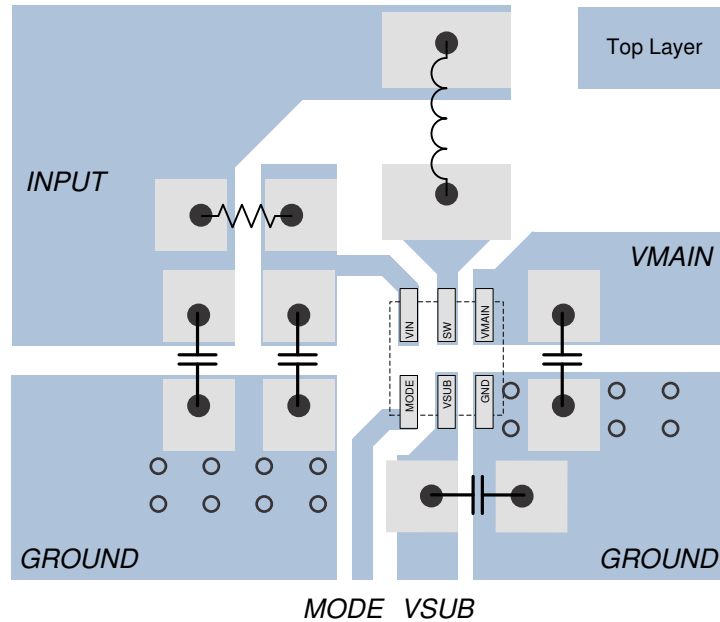 Top Layer
INPUT
VMAIN
VIN
SW
VMAIN
MODE
VSUB
GND
GROUND
GROUND
MODE VSUB